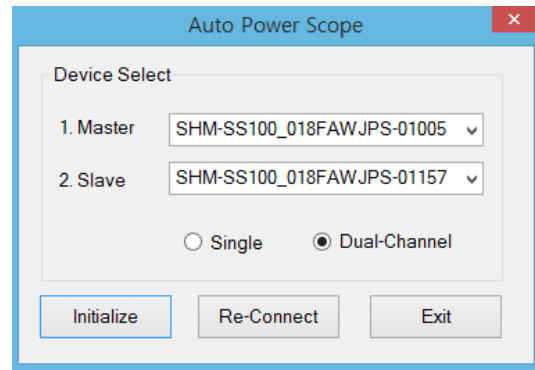 Auto Power Scope
Device Select
1. Master SHM-SS100_018FAWJPS-01005
2. Slave SHM-SS100_018FAWJPS-01157
Single Dual-Channel
Initialize Re-Connect Exit